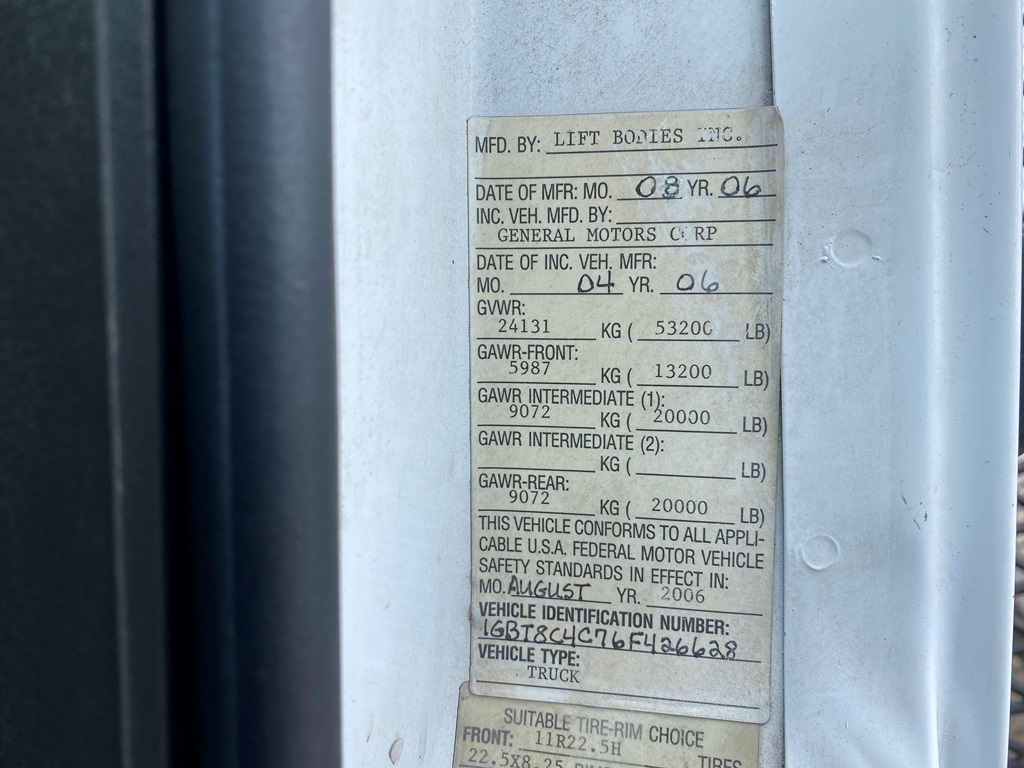 MFD. BY: LIFT BODIES INC.
DATE OF MFR: MO. 08 YR. 06
INC. VEH. MFD. BY:
GENERAL MOTORS CORP
DATE OF INC. VEH. MFR:
MO. 04 YR. 06
GVWR:
24131 KG ( 53200 LB)
GAWR-FRONT:
5987 KG ( 13200 LB)
GAWR INTERMEDIATE (1):
9072 KG ( 20000 LB)
GAWR INTERMEDIATE (2):
KG ( LB)
GAWR-REAR:
9072 KG ( 20000 LB)
THIS VEHICLE CONFORMS TO ALL APPLI-
CABLE U.S.A. FEDERAL MOTOR VEHICLE
SAFETY STANDARDS IN EFFECT IN:
MO. AUGUST YR. 2006
VEHICLE IDENTIFICATION NUMBER:
1GBT8C4C76F426628
VEHICLE TYPE:
TRUCK
SUITABLE TIRE-RIM CHOICE
FRONT: 11R22.5H TIRES
22.5X8.25